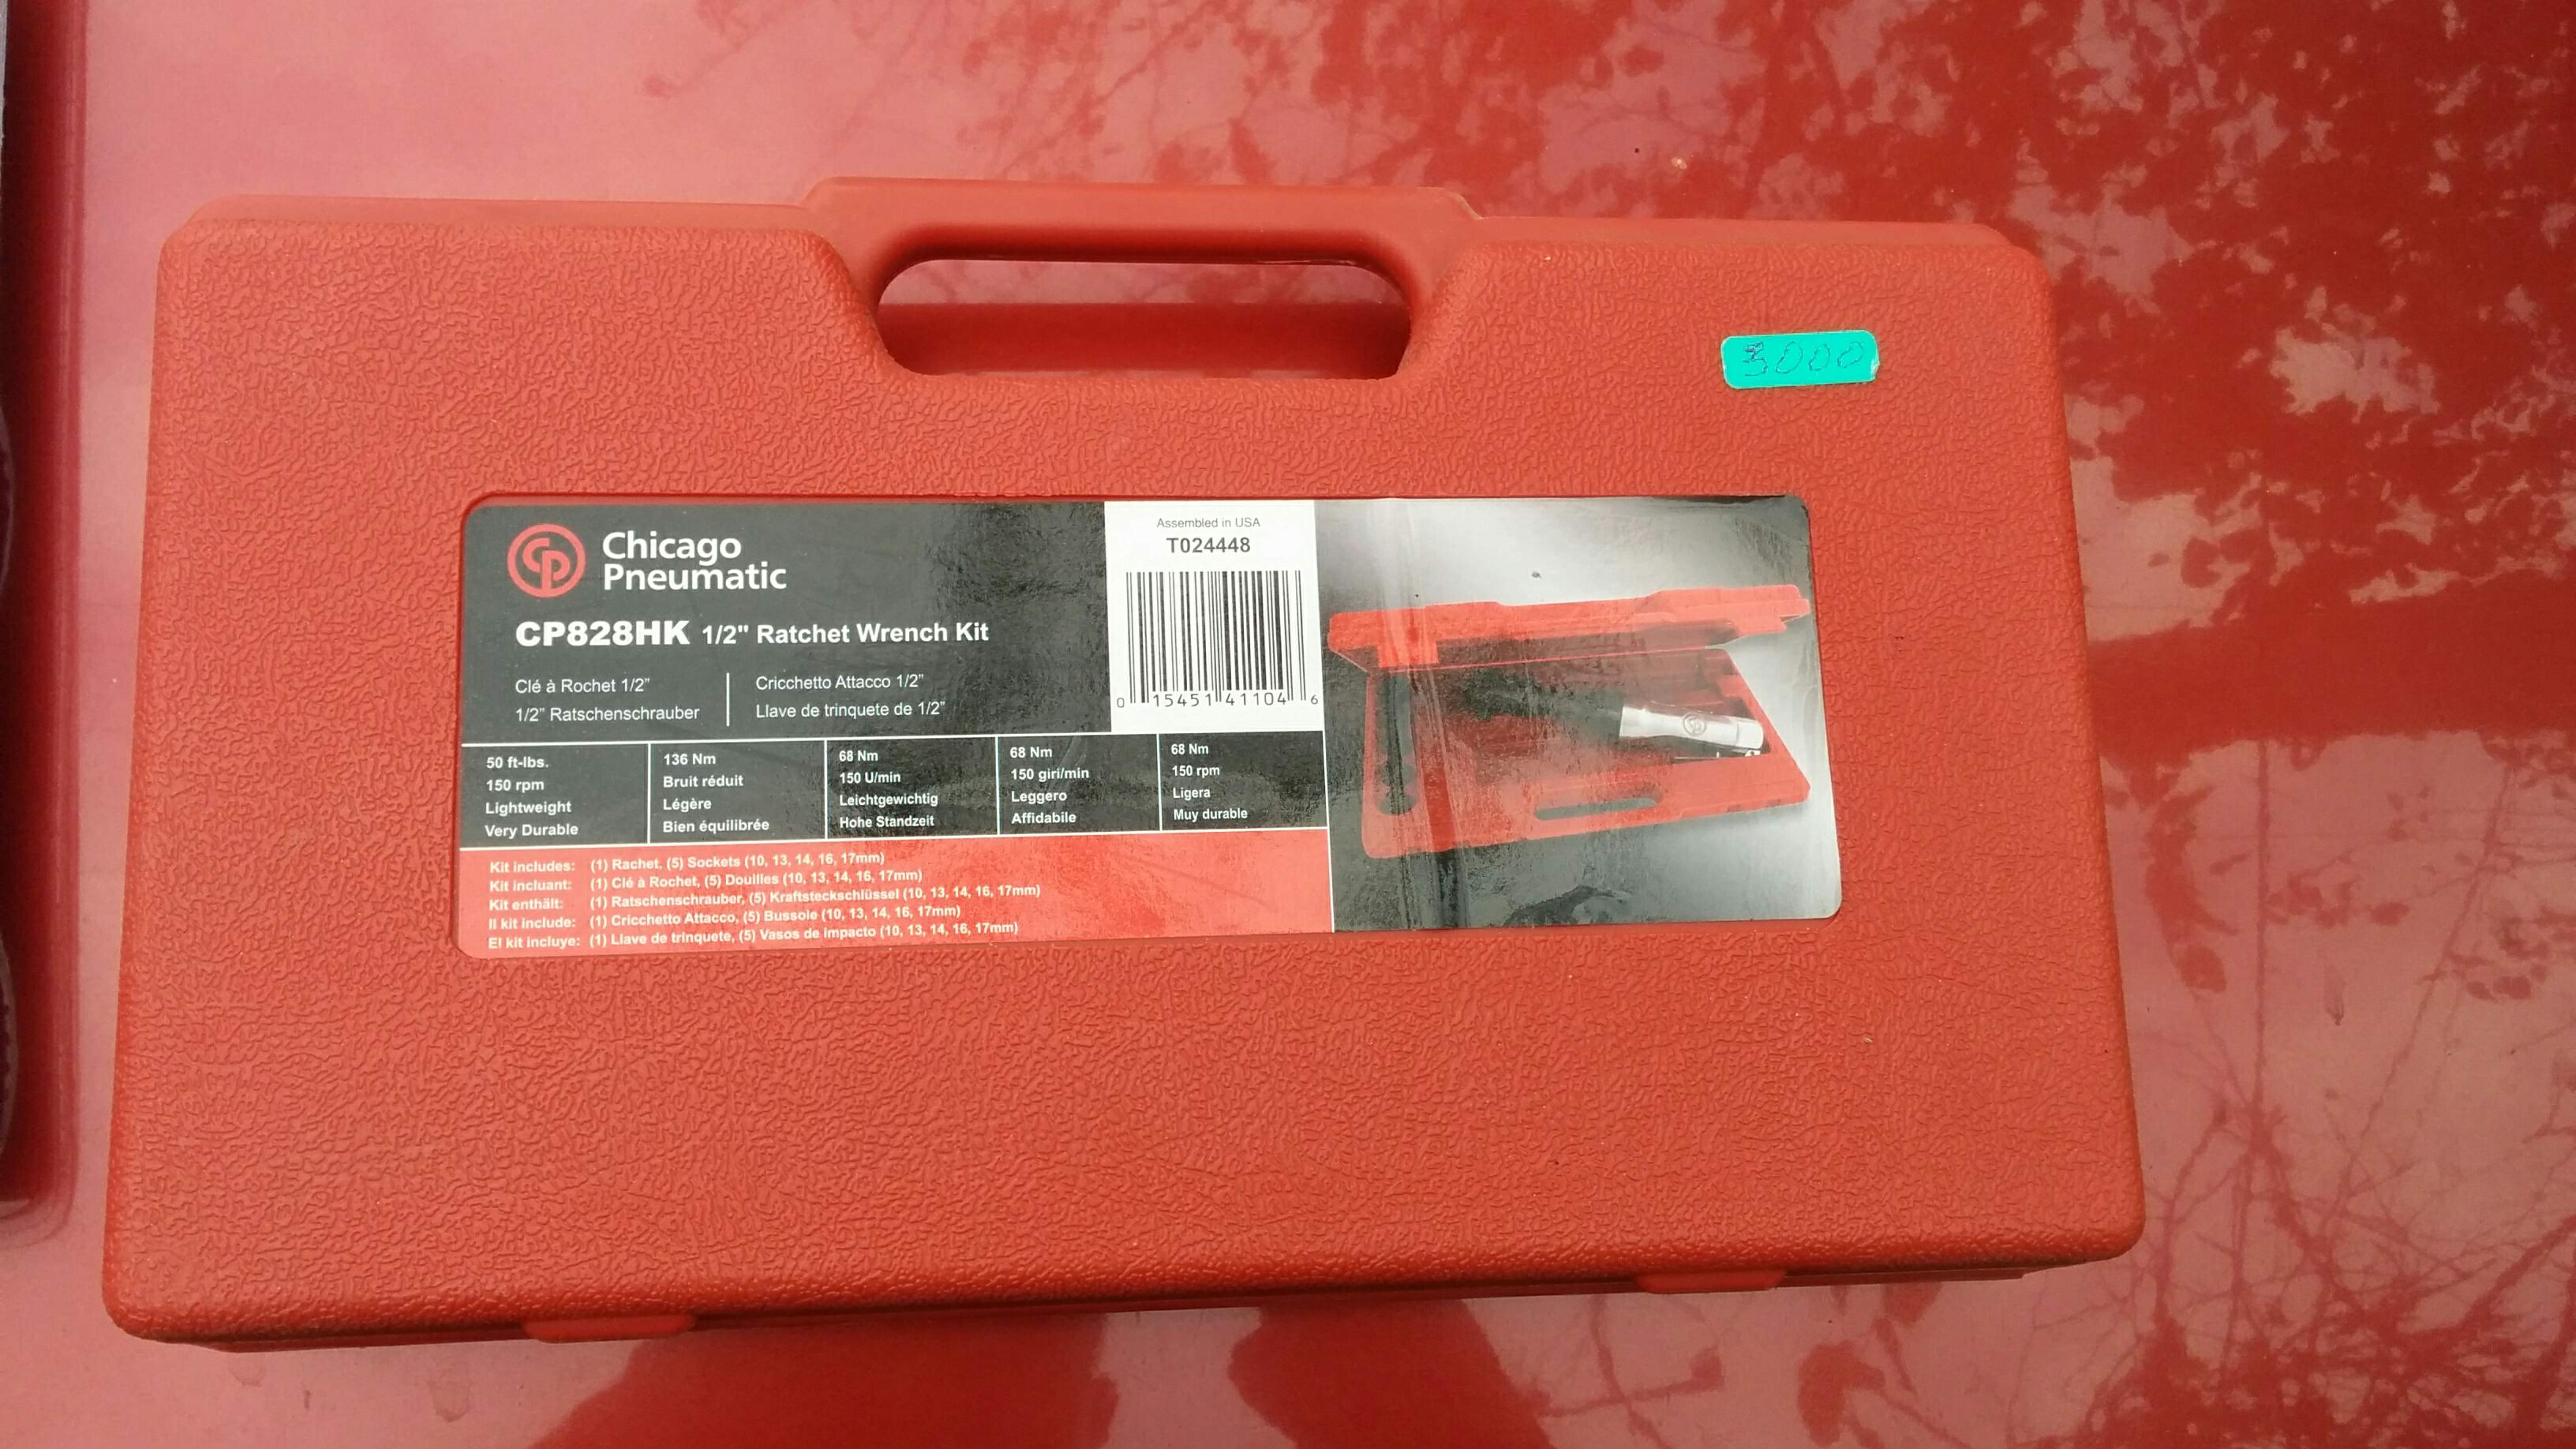 3000
Chicago
Pneumatic
CP828HK 1/2" Ratchet Wrench Kit
Clé à Rochet 1/2"
1/2" Ratschenschrauber
Cricchetto Attacco 1/2"
Llave de trinquete de 1/2"
Assembled in USA
T024448
0 15451 41104 6
50 ft-lbs.
150 rpm
Lightweight
Very Durable
136 Nm
Bruit réduit
Légère
Bien équilibrée
68 Nm
150 U/min
Leichtgewichtig
Hohe Standzeit
68 Nm
150 giri/min
Leggero
Affidabile
68 Nm
150 rpm
Ligera
Muy durable
Kit includes: (1) Rachet, (5) Sockets (10, 13, 14, 16, 17mm)
Kit incluant: (1) Clé à Rochet, (5) Douilles (10, 13, 14, 16, 17mm)
Kit enthält: (1) Ratschenschrauber, (5) Kraftsteckschlüssel (10, 13, 14, 16, 17mm)
Il kit include: (1) Cricchetto Attacco, (5) Bussole (10, 13, 14, 16, 17mm)
El kit incluye: (1) Llave de trinquete, (5) Vasos de impacto (10, 13, 14, 16, 17mm)